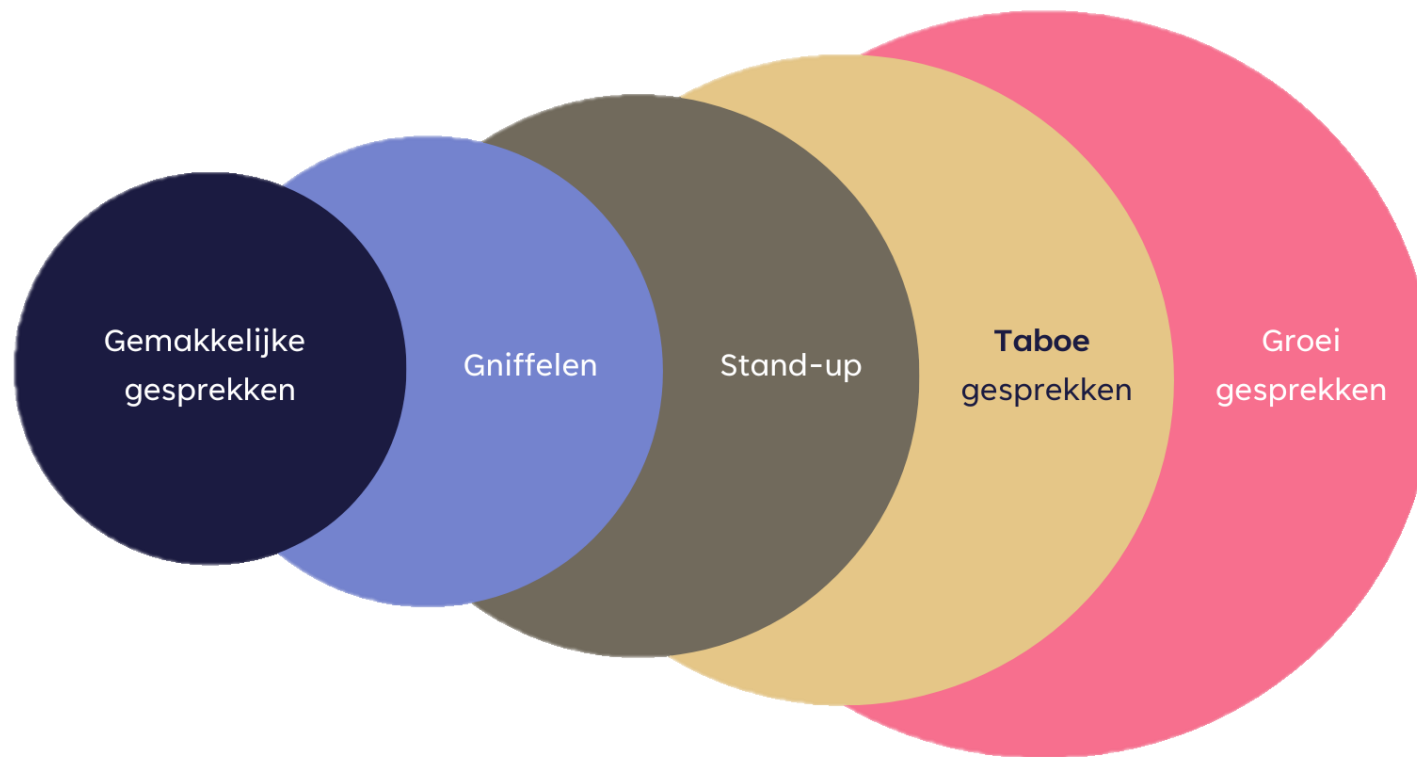 Gemakkelijke
gesprekken
Gniffelen
Stand-up
Taboe
gesprekken
Groei
gesprekken